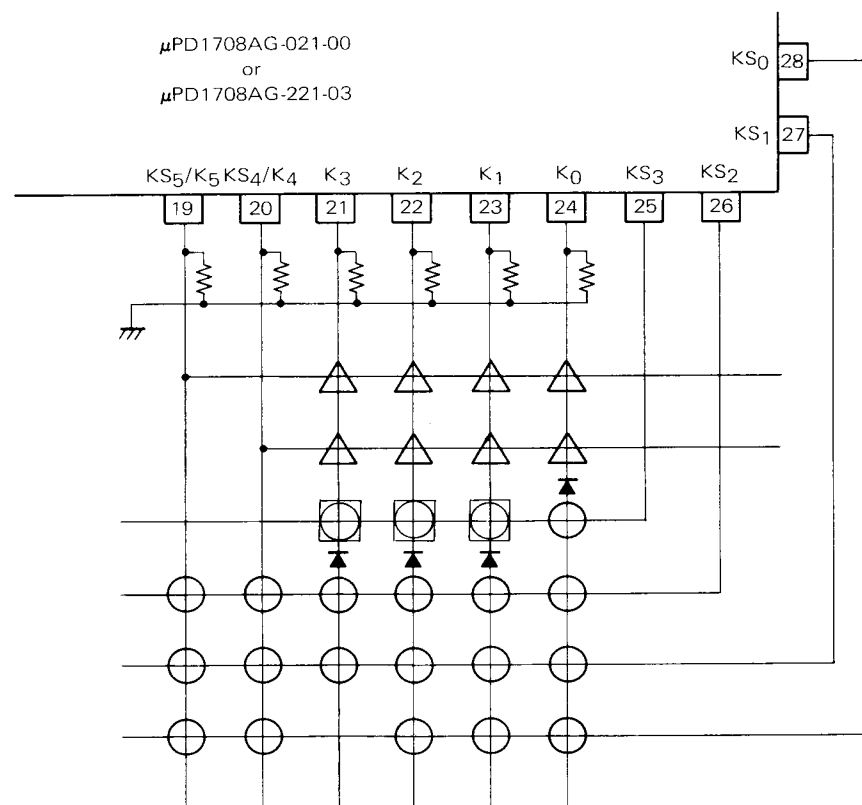 μPD1708AG-021-00
or
μPD1708AG-221-03
KS0 28
KS1 27
KS5/K5 KS4/K4 K3 K2 K1 K0 KS3 KS2
19 20 21 22 23 24 25 26